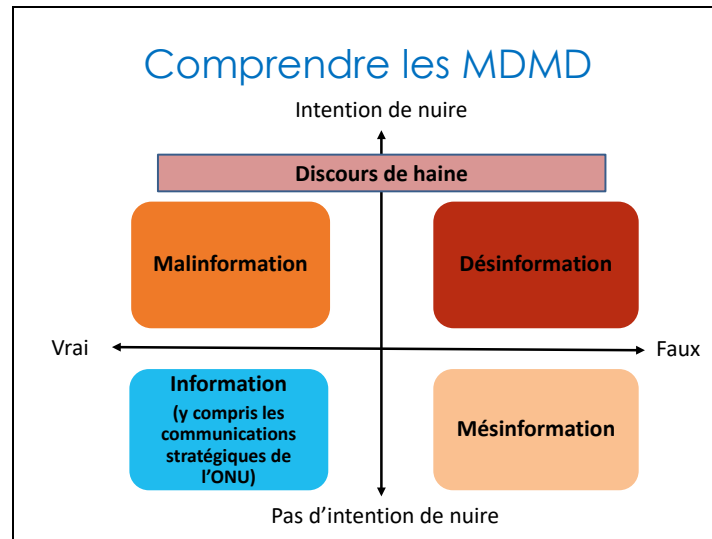 Comprendre les MDMD
Intention de nuire
Discours de haine
Malinformation
Désinformation
Vrai
Faux
Information
(y compris les
communications
stratégiques de
l’ONU)
Mésinformation
Pas d’intention de nuire